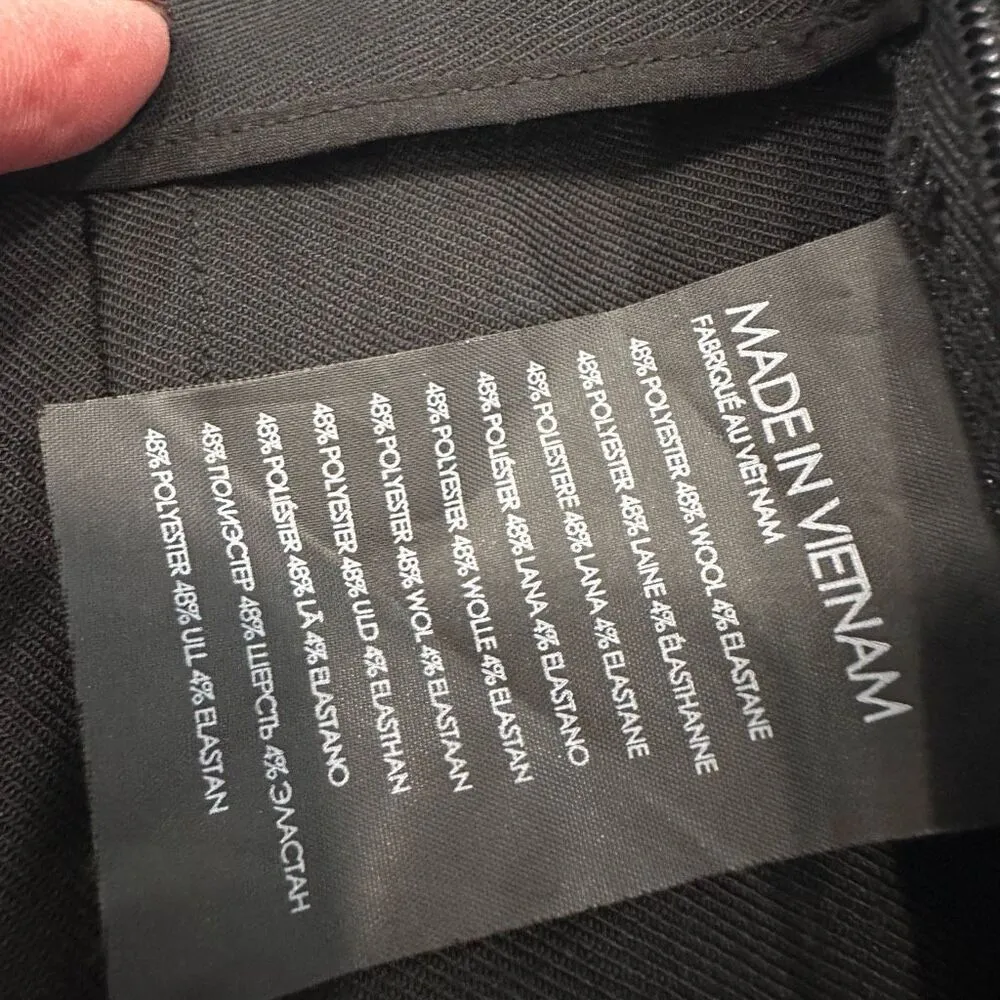 MADE IN VIETNAM
FABRIQUÉ AU VIÊT NAM
48% POLYESTER 48% WOOL 4% ELASTANE
48% POLYESTER 48% LAINE 4% ÉLASTHANNE
48% POLIESTERE 48% LANA 4% ELASTANE
48% POLIÉSTER 48% LANA 4% ELASTANO
48% POLYESTER 48% WOLLE 4% ELASTAN
48% POLYESTER 48% WOL 4% ELASTAAN
48% POLYESTER 48% ULD 4% ELASTHAN
48% POLIÉSTER 48% LÃ 4% ELASTANO
48% ПОЛИЭСТЕР 48% ШЕРСТЬ 4% ЭЛАСТАН
48% POLYESTER 48% ULL 4% ELASTAN